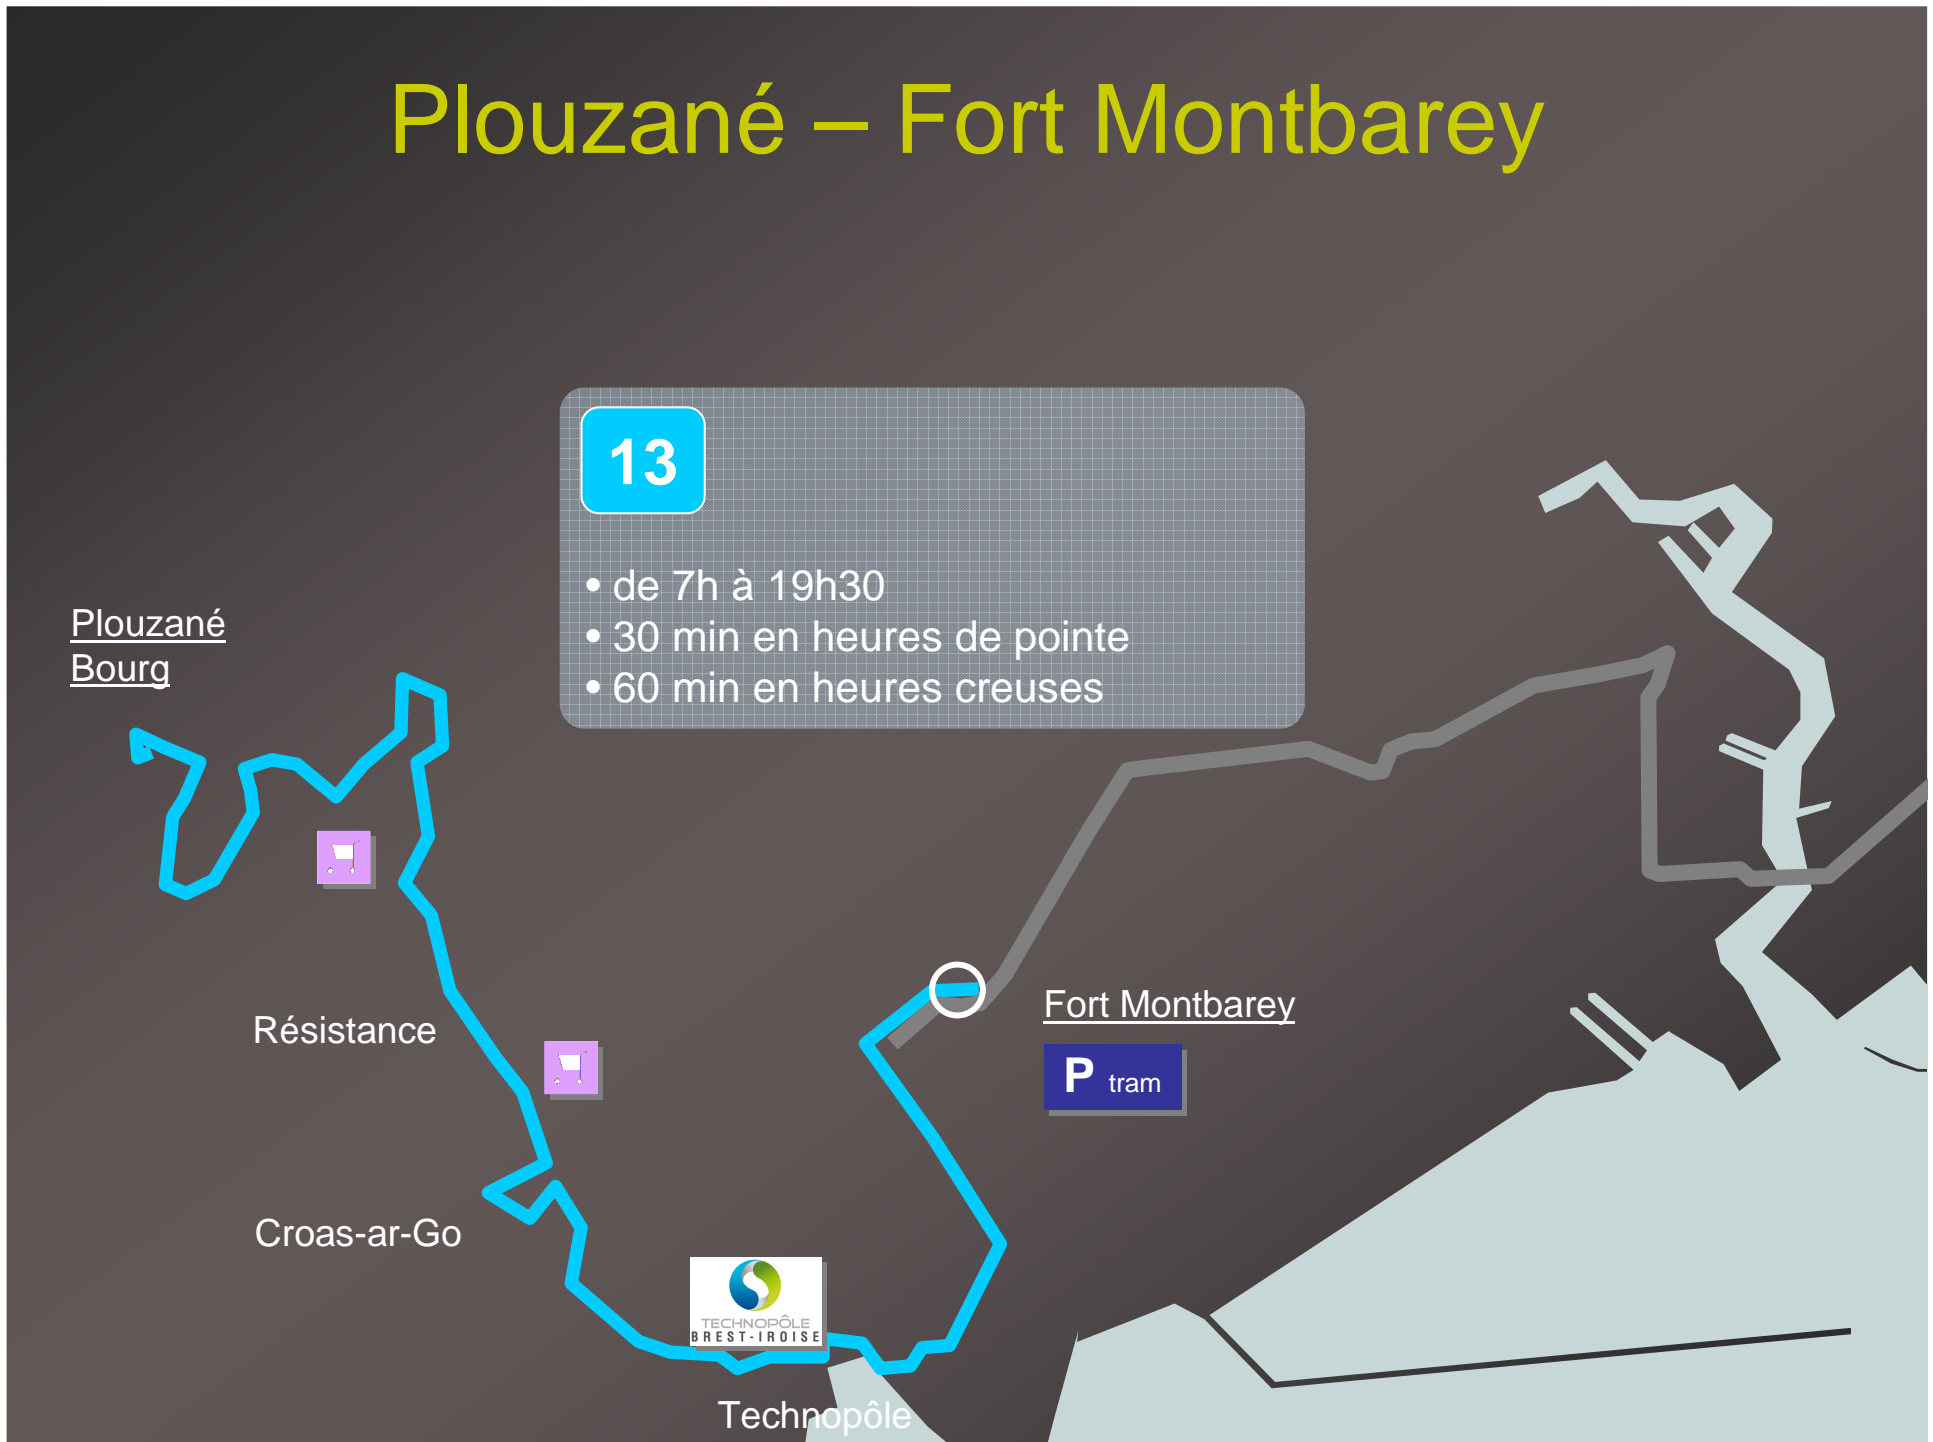 Plouzané – Fort Montbarey
13
• de 7h à 19h30
• 30 min en heures de pointe
• 60 min en heures creuses
Plouzané
Bourg
Résistance
Fort Montbarey
P tram
Croas-ar-Go
TECHNOPÔLE
BREST-IROISE
Technopôle